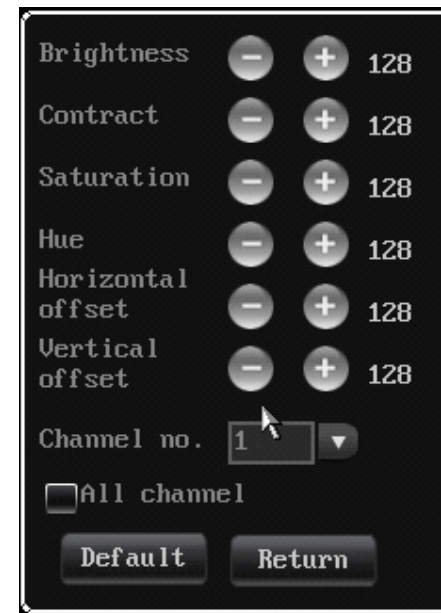 Brightness - + 128
Contract - + 128
Saturation - + 128
Hue - + 128
Horizontal
offset - + 128
Vertical
offset - + 128
Channel no. 1
All channel
Default Return